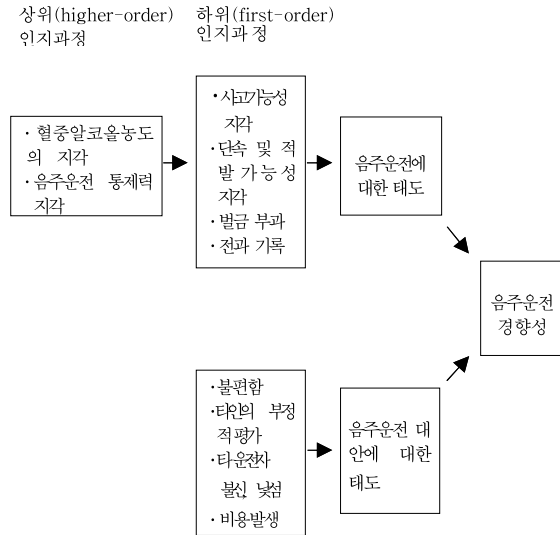 상위(higher-order)
인지과정
하위(first-order)
인지과정
· 혈중알코올농도
의 지각
· 음주운전 통제력
지각
· 사고가능성
지각
· 단속 및 적
발 가능성
지각
· 벌금 부과
· 전과 기록
음주운전에
대한 태도
음주운전
경향성
· 불편함
· 타인의 부정
적평가
· 타운전자
불신, 낯섬
· 비용발생
음주운전 대
안에 대한
태도